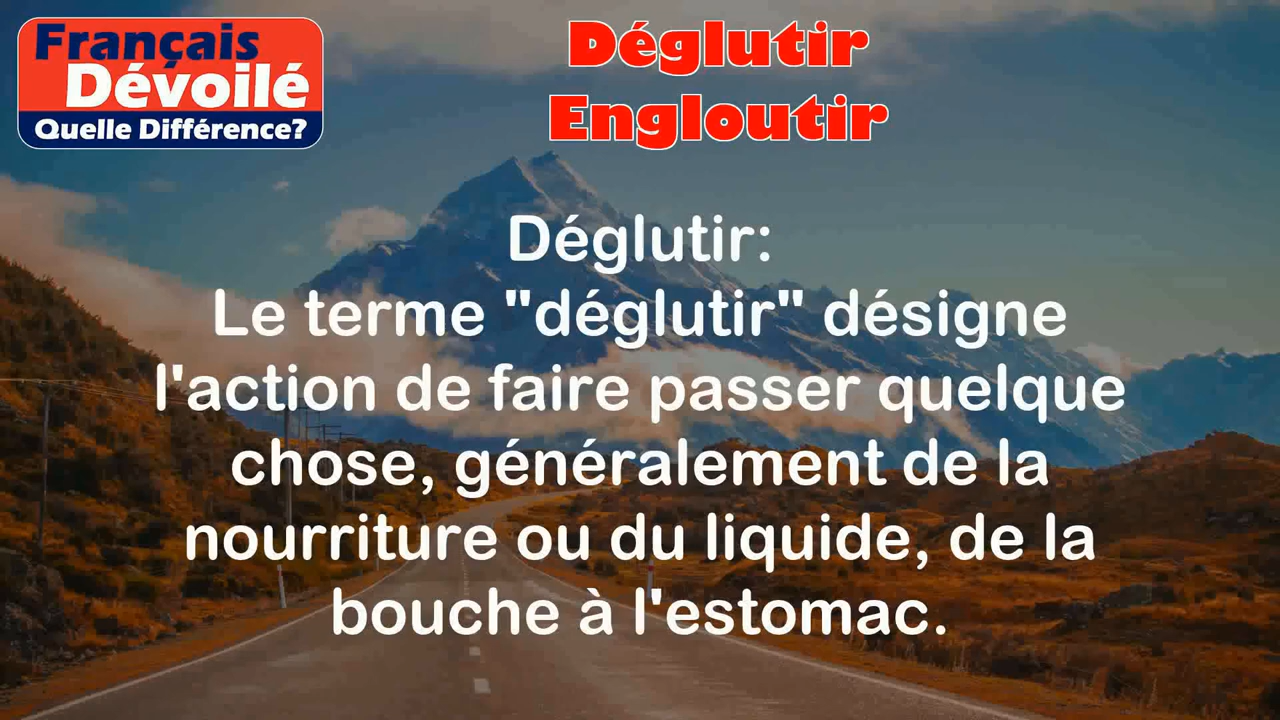 Français
Dévoilé
Quelle Différence?
Déglutir
Engloutir
Déglutir:
Le terme "déglutir" désigne
l'action de faire passer quelque
chose, généralement de la
nourriture ou du liquide, de la
bouche à l'estomac.